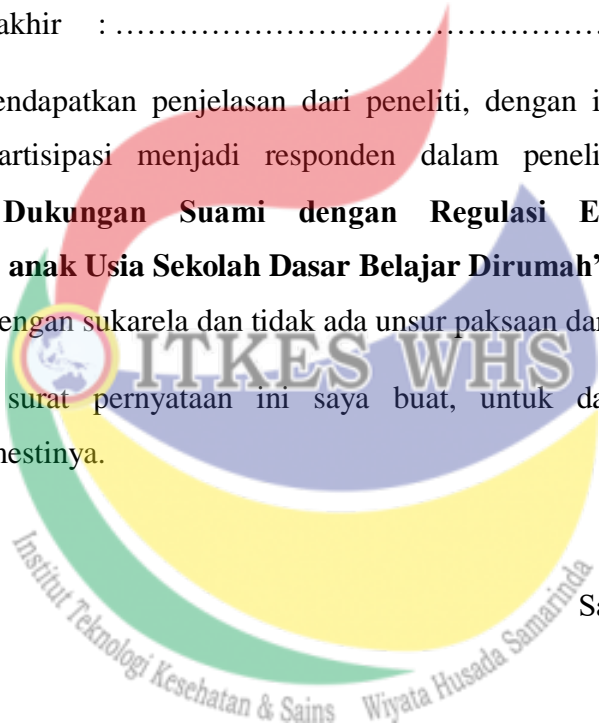 akhir : ……………………………………
endapatkan penjelasan dari peneliti, dengan i
artisipasi menjadi responden dalam peneli
Dukungan Suami dengan Regulasi E
anak Usia Sekolah Dasar Belajar Dirumah”
engan sukarela dan tidak ada unsur paksaan dar
ITKES WHS
surat pernyataan ini saya buat, untuk da
nestinya.
Sa
Institut Teknologi Kesehatan & Sains Wiyata Husada Samarinda